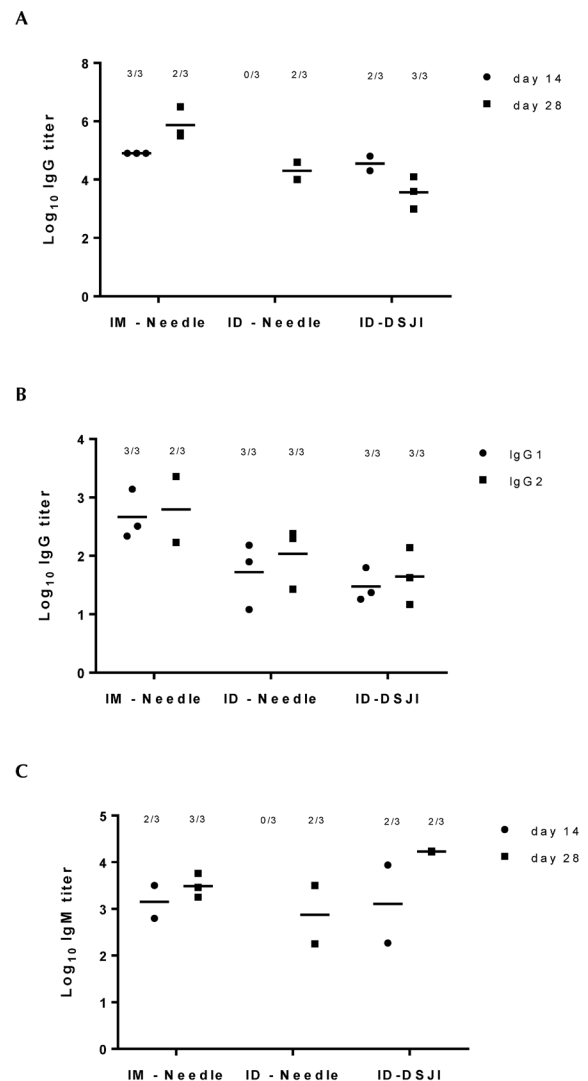 A
3/3 2/3 0/3 2/3 2/3 3/3
day 14
day 28
8
6
4
2
0
Log10 IgG titer
IM - Needle ID - Needle ID-DSJI
B
3/3 2/3 3/3 3/3 3/3 3/3
IgG1
IgG2
4
3
2
1
0
Log10 IgG titer
IM - Needle ID - Needle ID-DSJI
C
2/3 3/3 0/3 2/3 2/3 2/3
day 14
day 28
5
4
3
2
1
0
Log10 IgM titer
IM - Needle ID - Needle ID-DSJI